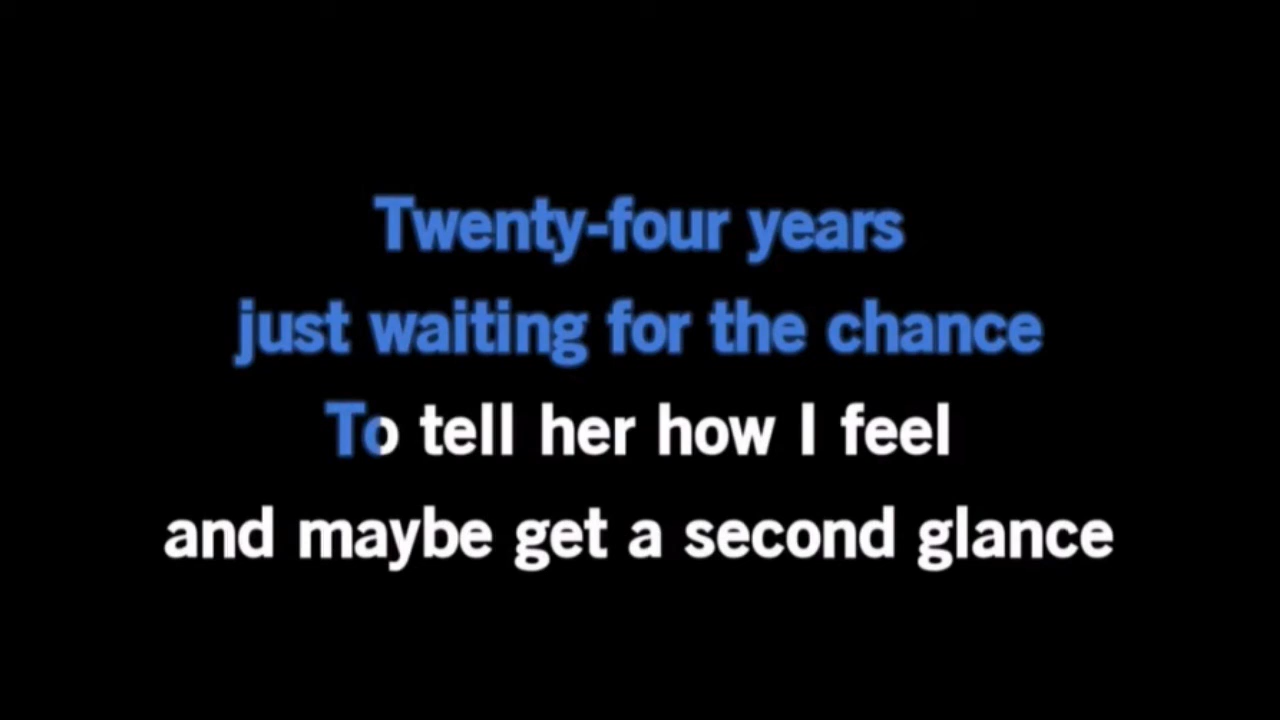 Twenty-four years
just waiting for the chance
To tell her how I feel
and maybe get a second glance